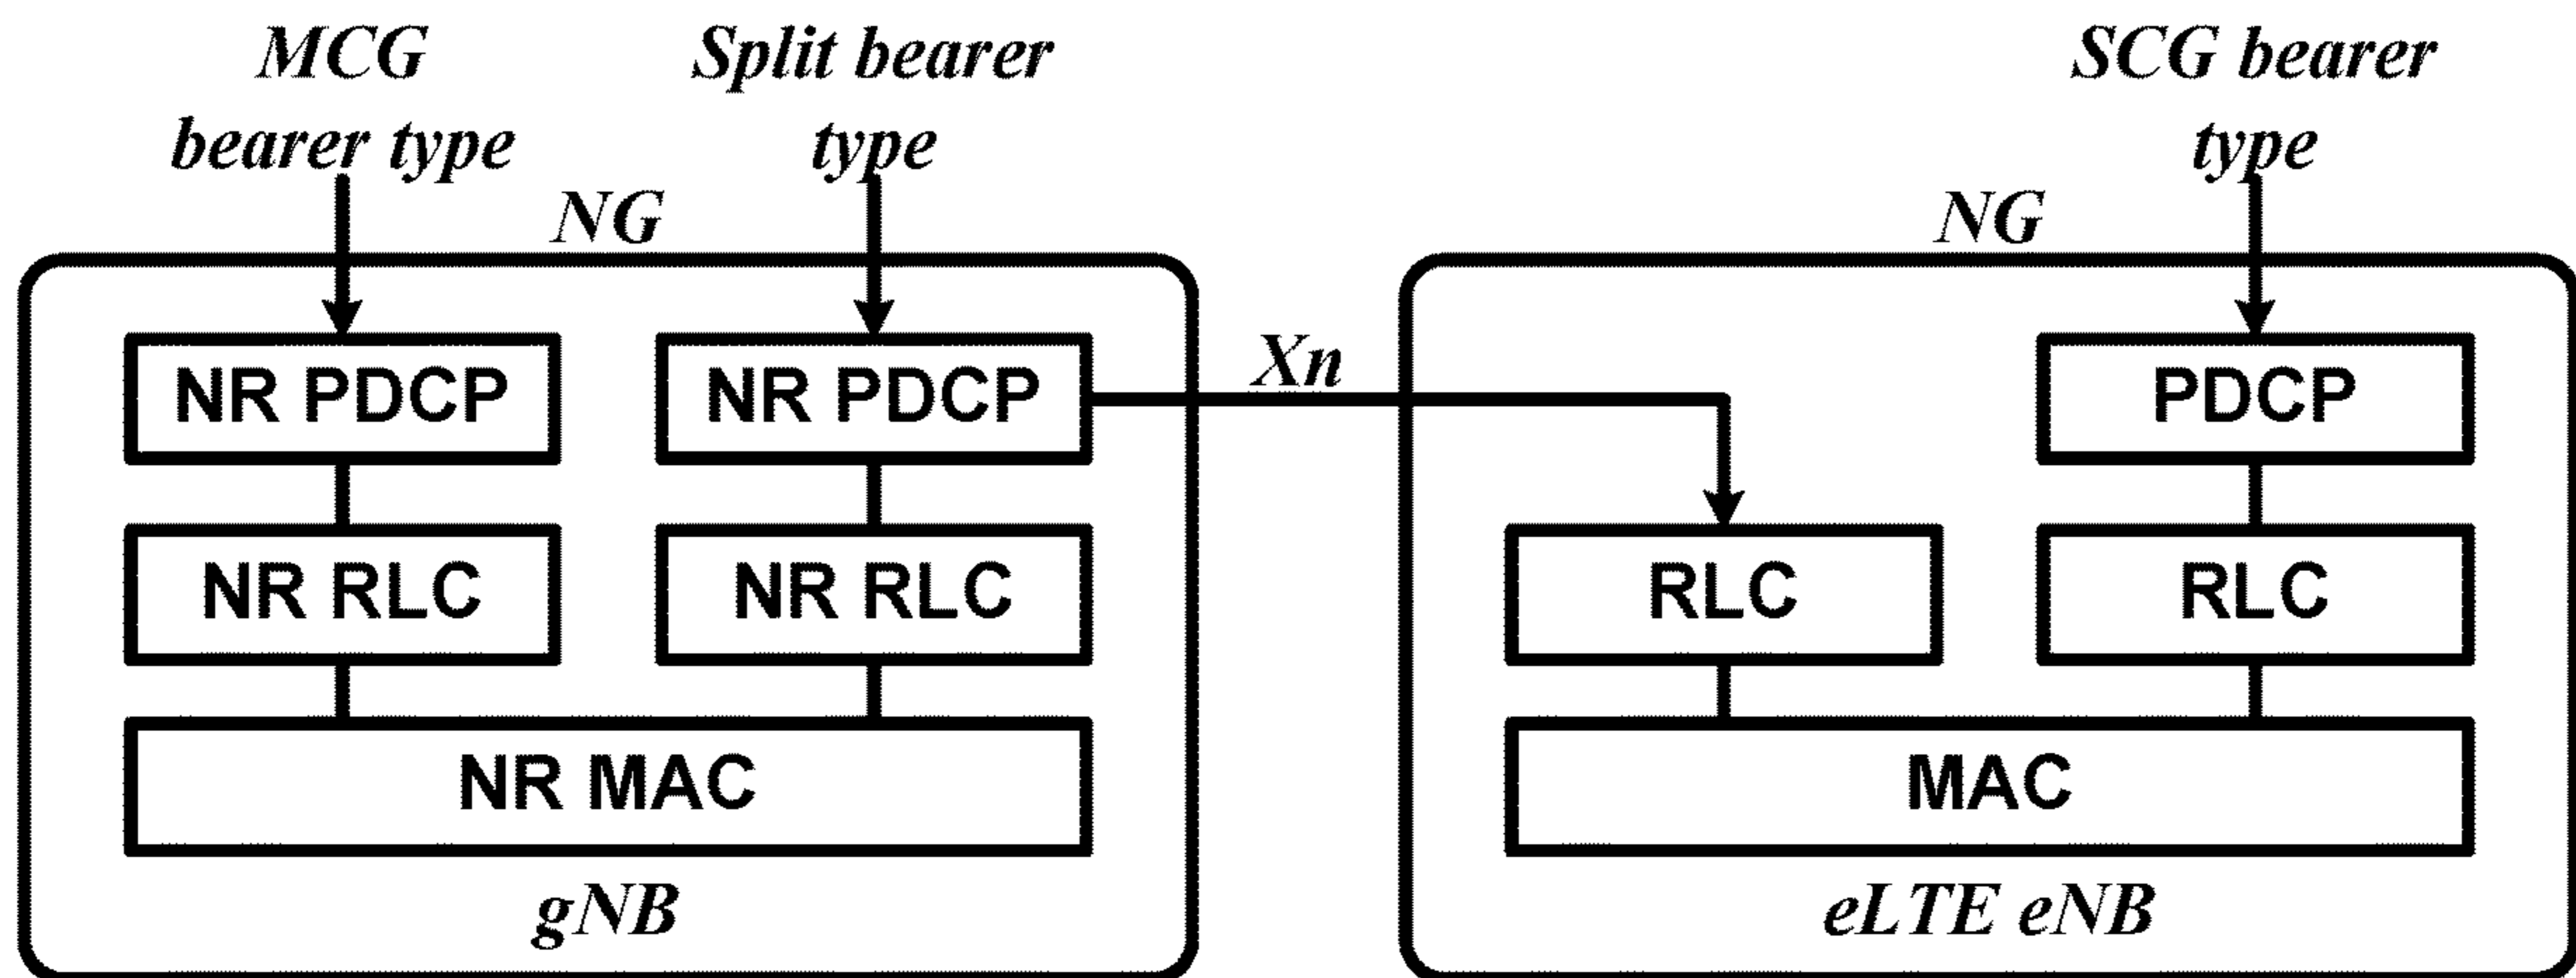 MCG
bearer type
Split bearer
type
SCG bearer
type
NG
NG
Xn
NR PDCP
NR PDCP
PDCP
NR RLC
NR RLC
RLC
RLC
NR MAC
MAC
gNB
eLTE eNB